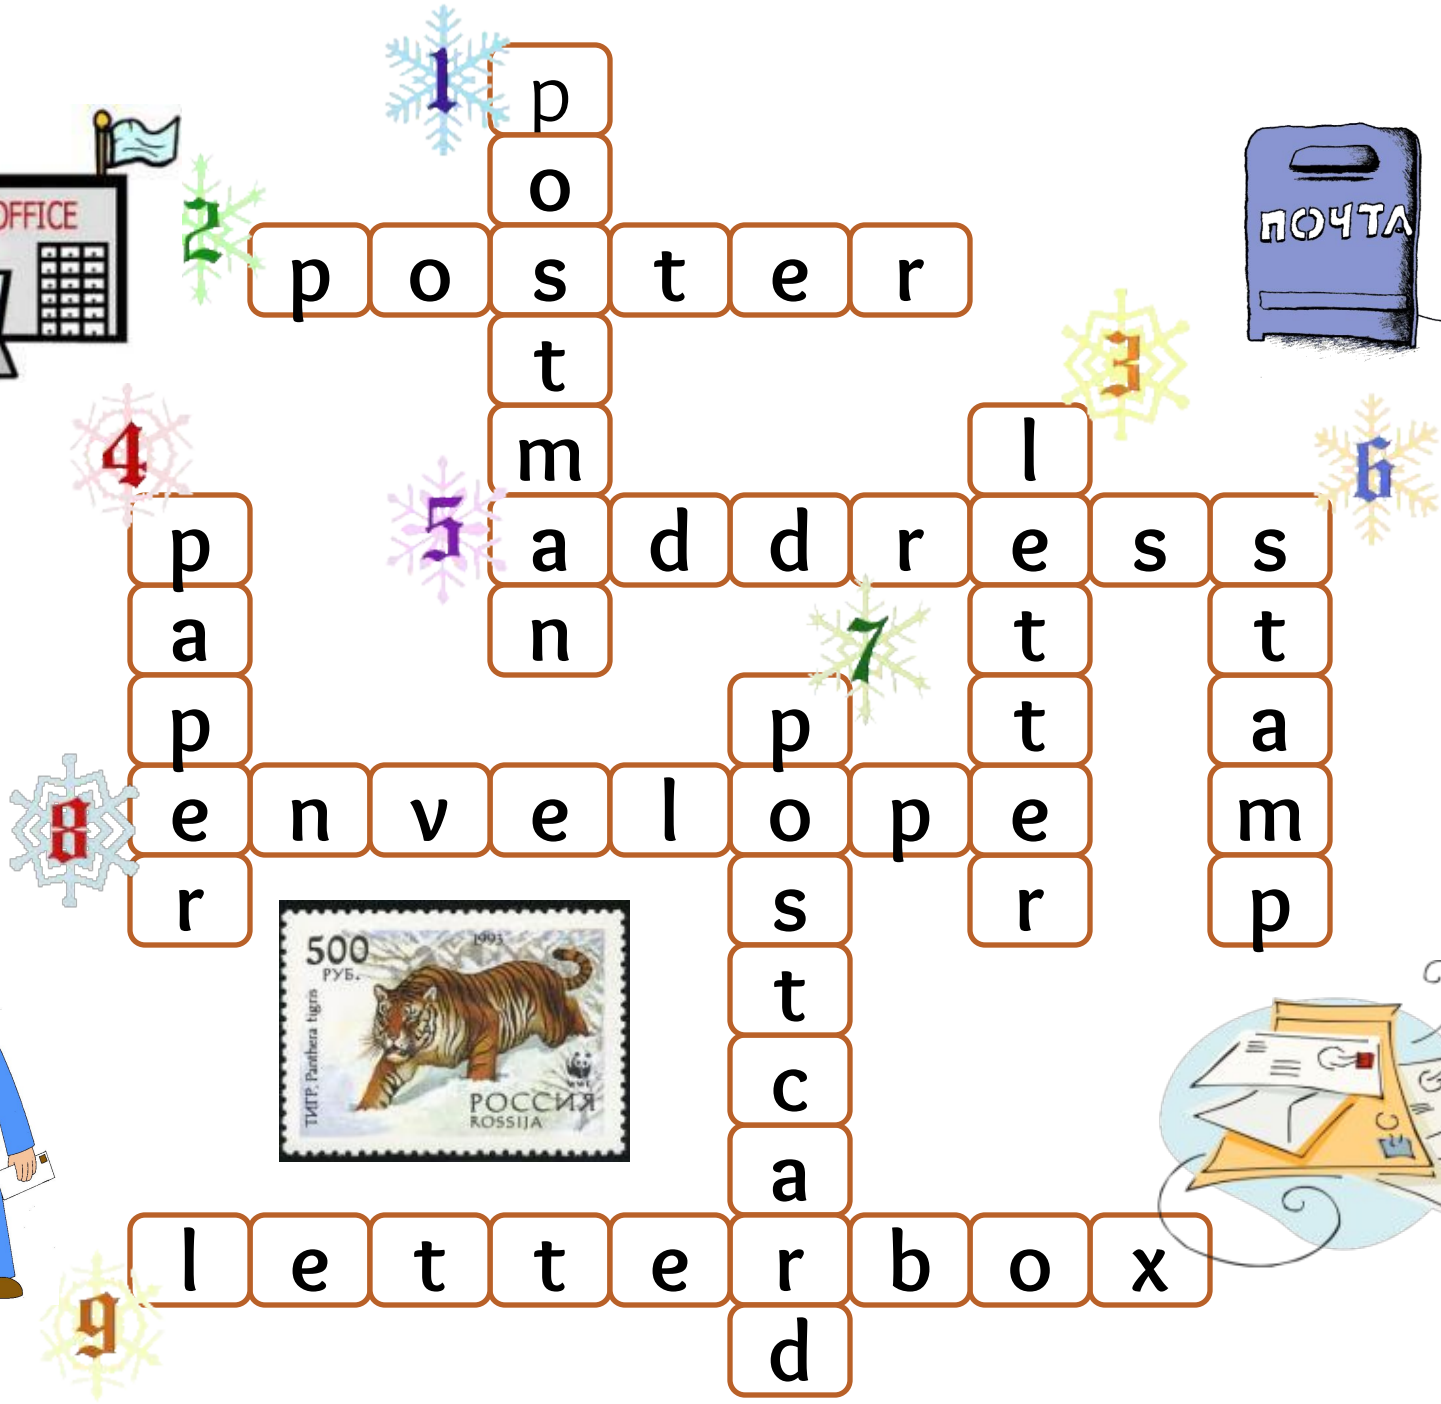 1
p
o
OFFICE
2
poster
ПОЧТА
t
3
m
l
4
6
5
address
p
a
n
t
t
7
p
p
t
a
8
envelope
m
r
s
r
p
500
1993
РУБ.
ТИГР. Panthera tigris
РОССИЯ
ROSSIJA
t
c
a
letterbox
9
d